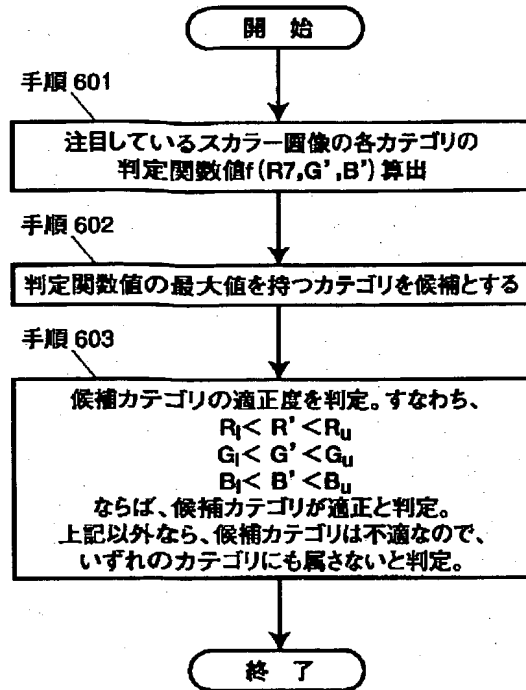 開 始
手順 601
注目しているスカラー画像の各カテゴリの
判定関数値f(R7,G',B')算出
手順 602
判定関数値の最大値を持つカテゴリを候補とする
手順 603
候補カテゴリの適正度を判定。すなわち、
Rl< R' <Ru
Gl< G' <Gu
Bl< B' <Bu
ならば、候補カテゴリが適正と判定。
上記以外なら、候補カテゴリは不適なので、
いずれのカテゴリにも属さないと判定。
終 了